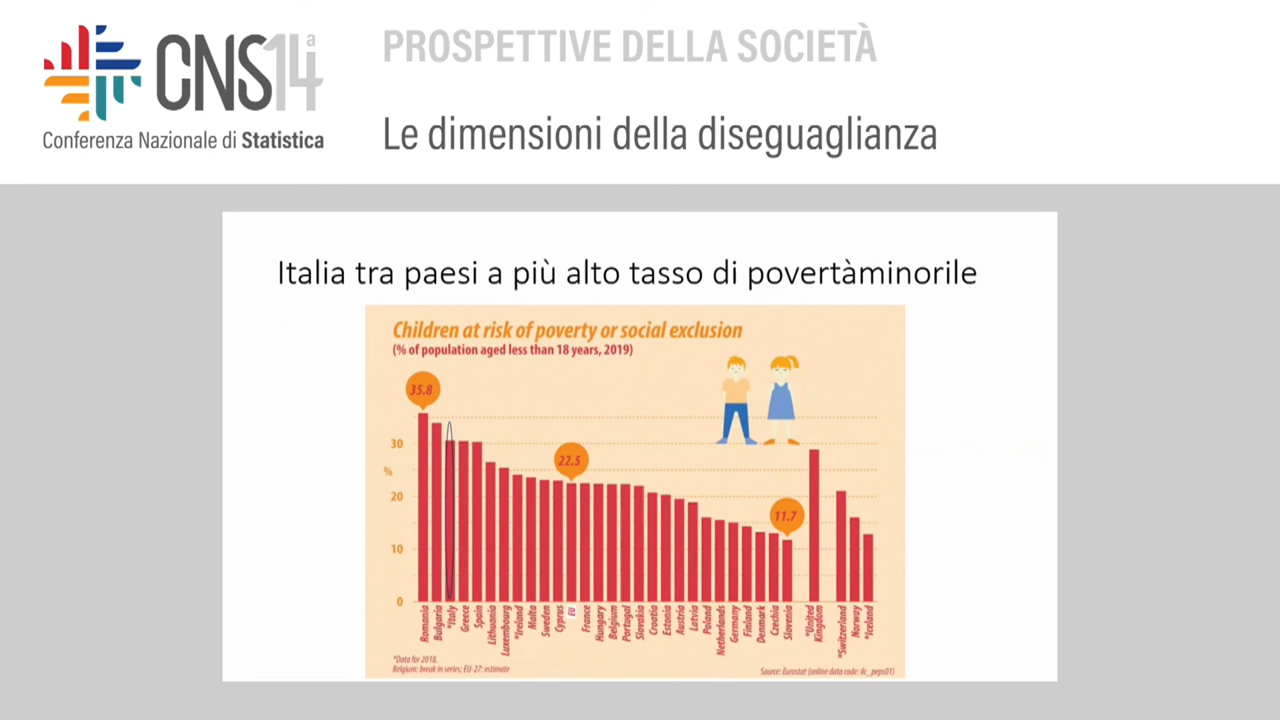 CNS14a
Conferenza Nazionale di Statistica
PROSPETTIVE DELLA SOCIETÀ
Le dimensioni della diseguaglianza
Italia tra paesi a più alto tasso di povertàminorile
Children at risk of poverty or social exclusion
(% of population aged less than 18 years, 2019)
35.8
30
22.5
%
20
11.7
10
0
Romania
Bulgaria
*Italy
Greece
Spain
Lithuania
Luxembourg
*Ireland
Malta
Sweden
Cyprus
EU
France
Hungary
Belgium
Portugal
Slovakia
Croatia
Estonia
Austria
Latvia
Poland
Netherlands
Germany
Finland
Denmark
Czechia
Slovenia
*United
Kingdom
*Switzerland
Norway
*Iceland
*Data for 2018.
Belgium: break in series; EU-27: estimate
Source: Eurostat (online data code: ilc_peps01)